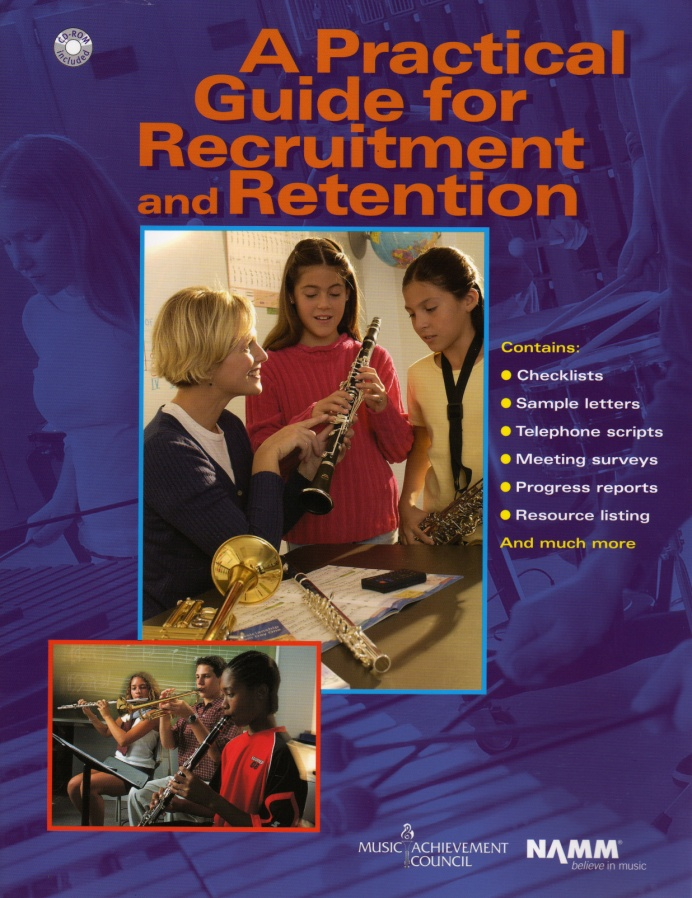 CD-ROM
included
A Practical
Guide for
Recruitment
and Retention
Contains:
● Checklists
● Sample letters
● Telephone scripts
● Meeting surveys
● Progress reports
● Resource listing
And much more
MUSIC ACHIEVEMENT
COUNCIL
NAMM®
believe in music